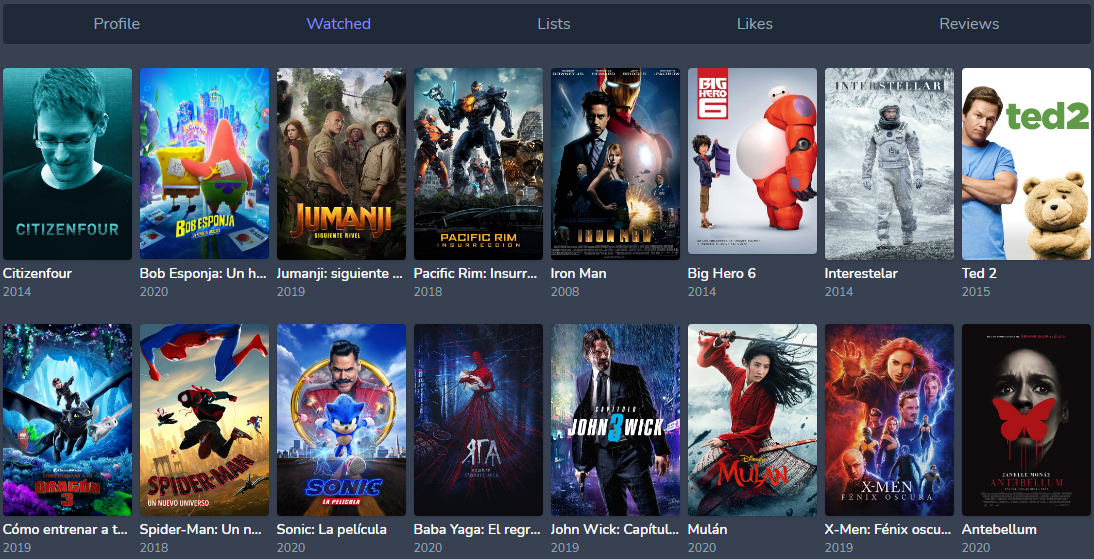 Profile Watched Lists Likes Reviews
CITIZENFOUR
BOB ESPONJA
JUMANJI
SIGUIENTE NIVEL
PACIFIC RIM
INSURRECCIÓN
IRON MAN
BIG
HERO
6
INTERSTELLAR
ted2
Citizenfour
2014
Bob Esponja: Un h...
2020
Jumanji: siguiente ...
2019
Pacific Rim: Insurr...
2018
Iron Man
2008
Big Hero 6
2014
Interestelar
2014
Ted 2
2015
DRAGÓN
3
SPIDER-MAN
UN NUEVO UNIVERSO
SONIC
LA PELÍCULA
ЯГА
CAPÍTULO
JOHN 3 WICK
Disney
MULAN
X-MEN
FÉNIX OSCURA
JANELLE MONÁE
ANTEBELLUM
Cómo entrenar a t...
2019
Spider-Man: Un n...
2018
Sonic: La película
2020
Baba Yaga: El regr...
2020
John Wick: Capítul...
2019
Mulán
2020
X-Men: Fénix oscu...
2019
Antebellum
2020